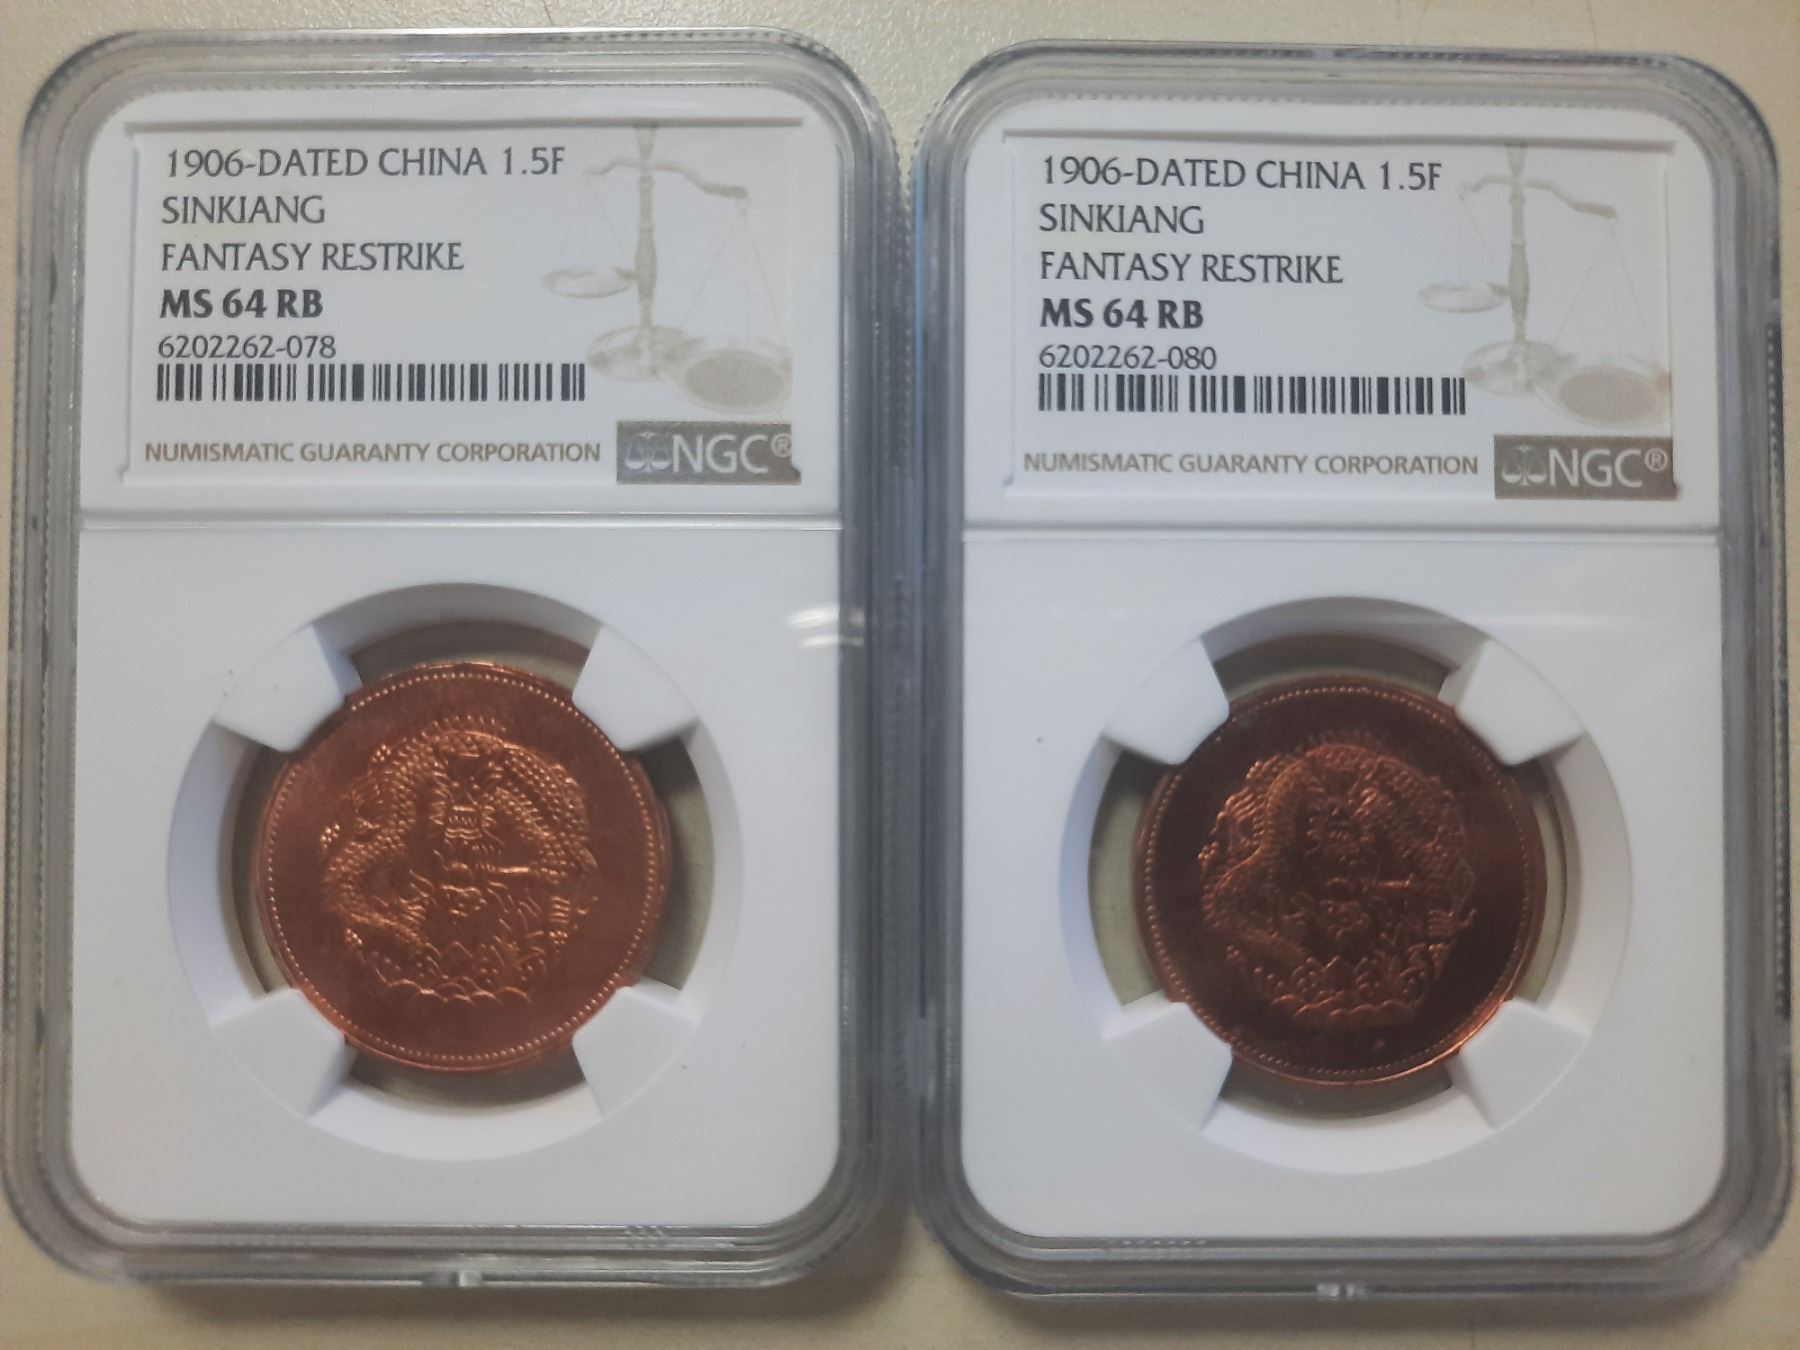 1906-DATED CHINA 1.5F
SINKIANG
FANTASY RESTRIKE
MS 64 RB
6202262-078
NUMISMATIC GUARANTY CORPORATION NGC®
1906-DATED CHINA 1.5F
SINKIANG
FANTASY RESTRIKE
MS 64 RB
6202262-080
NUMISMATIC GUARANTY CORPORATION NGC®